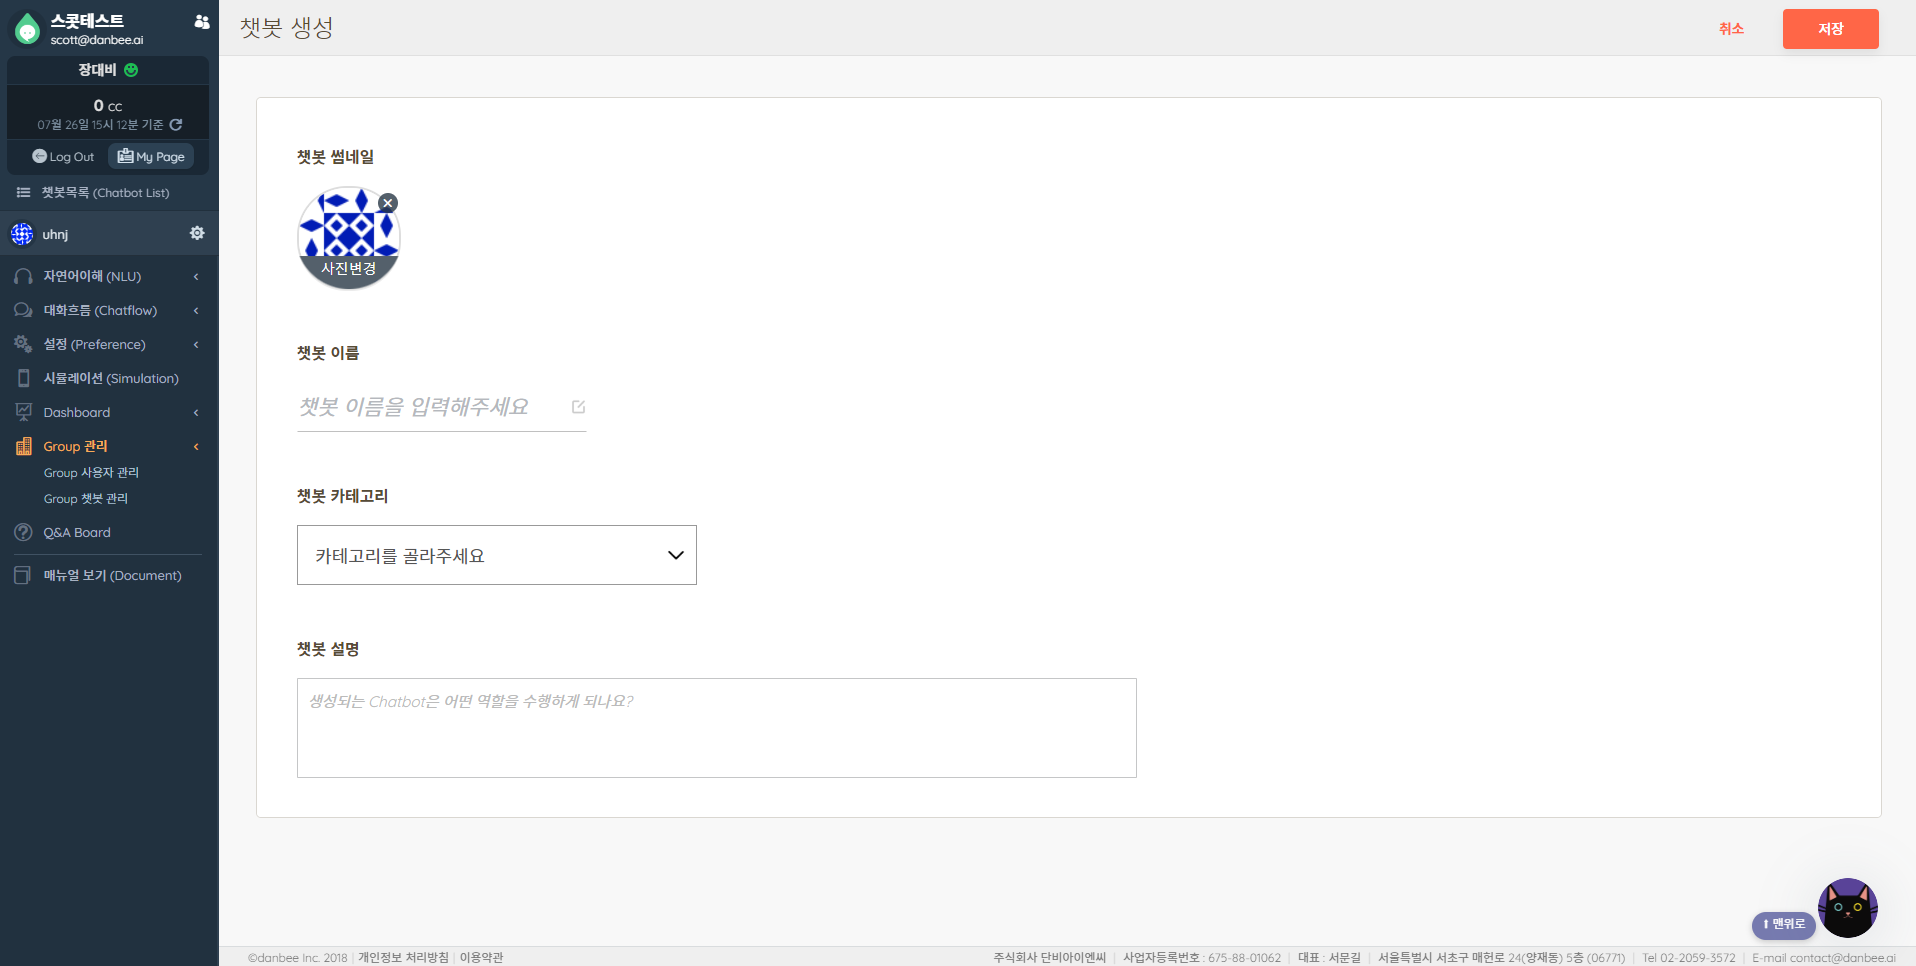 스콧테스트
scott@danbee.ai
장대비
0 cc
07월 26일 15시 12분 기준
Log Out My Page
챗봇목록 (Chatbot List)
uhnj
자연어이해 (NLU)
대화흐름 (Chatflow)
설정 (Preference)
시뮬레이션 (Simulation)
Dashboard
Group 관리
Group 사용자 관리
Group 챗봇 관리
Q&A Board
매뉴얼 보기 (Document)
챗봇 생성
취소 저장
챗봇 썸네일
사진변경
챗봇 이름
챗봇 이름을 입력해주세요
챗봇 카테고리
카테고리를 골라주세요
챗봇 설명
생성되는 Chatbot은 어떤 역할을 수행하게 되나요?
맨위로
©danbee Inc. 2018 | 개인정보 처리방침 | 이용약관
주식회사 단비아이엔씨 | 사업자등록번호 : 675-88-01062 | 대표 : 서문길 | 서울특별시 서초구 매헌로 24(양재동) 5층 (06771) | Tel 02-2059-3572 | E-mail contact@danbee.ai